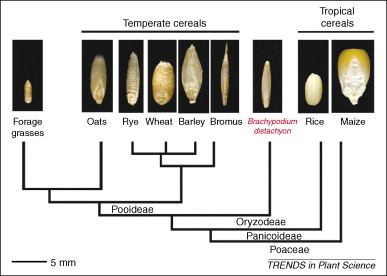 Temperate cereals
Tropical
cereals
Forage
grasses
Oats
Rye
Wheat
Barley
Bromus
Brachypodium
distachyon
Rice
Maize
Pooideae
Oryzodeae
Panicoideae
Poaceae
5 mm
TRENDS in Plant Science